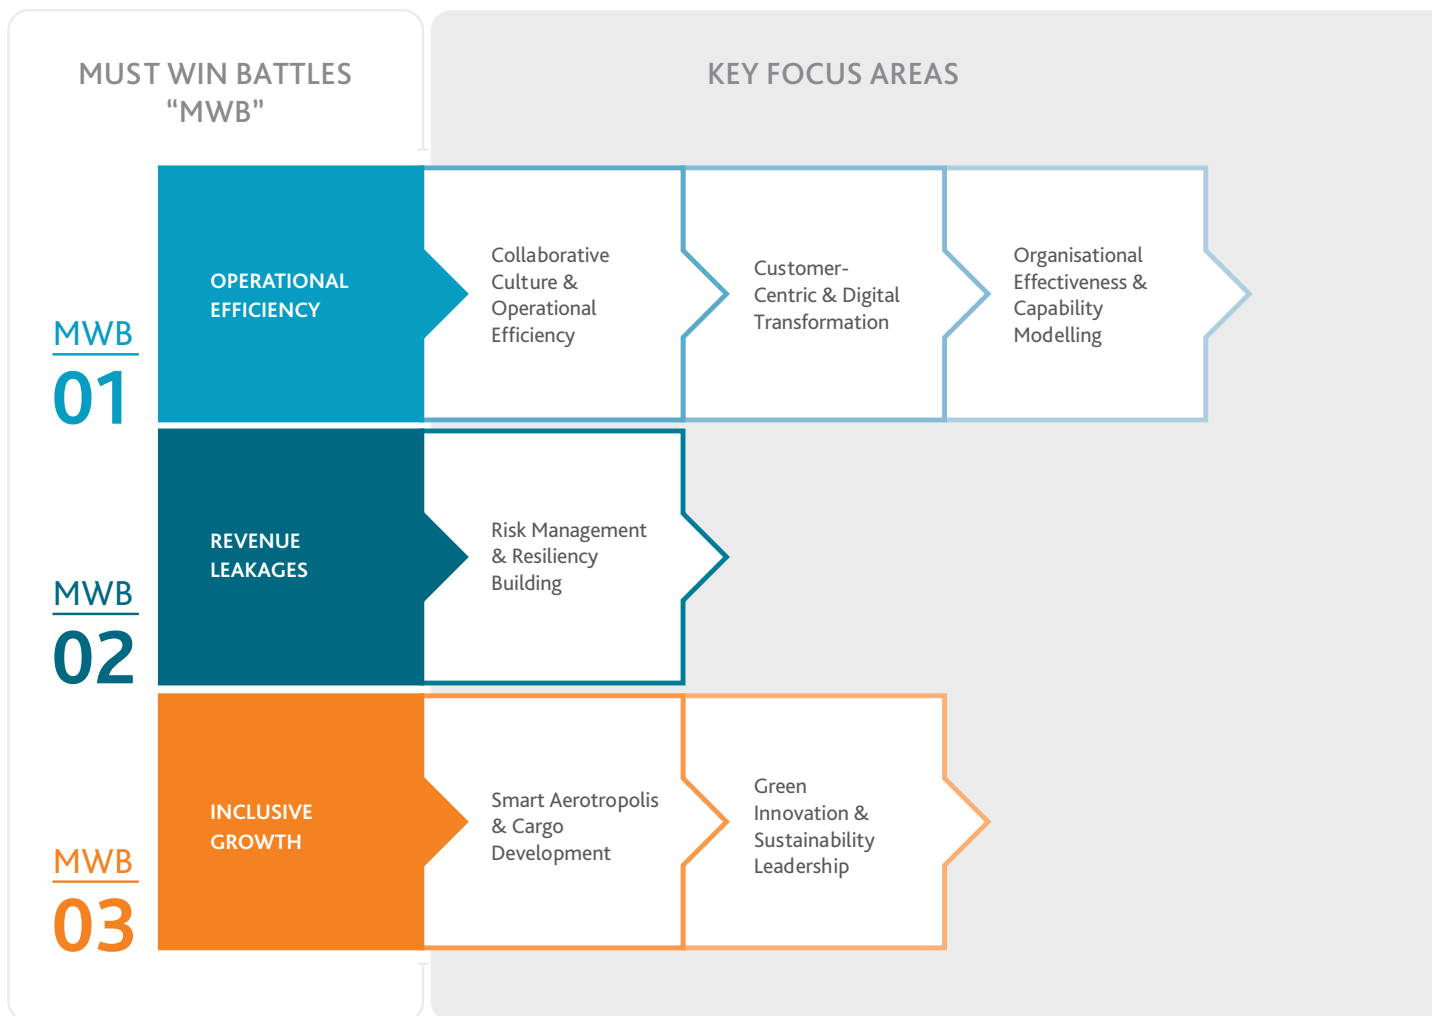 MUST WIN BATTLES
“MWB”
KEY FOCUS AREAS
MWB
01
OPERATIONAL
EFFICIENCY
Collaborative
Culture &
Operational
Efficiency
Customer-
Centric & Digital
Transformation
Organisational
Effectiveness &
Capability
Modelling
MWB
02
REVENUE
LEAKAGES
Risk Management
& Resiliency
Building
MWB
03
INCLUSIVE
GROWTH
Smart Aerotropolis
& Cargo
Development
Green
Innovation &
Sustainability
Leadership